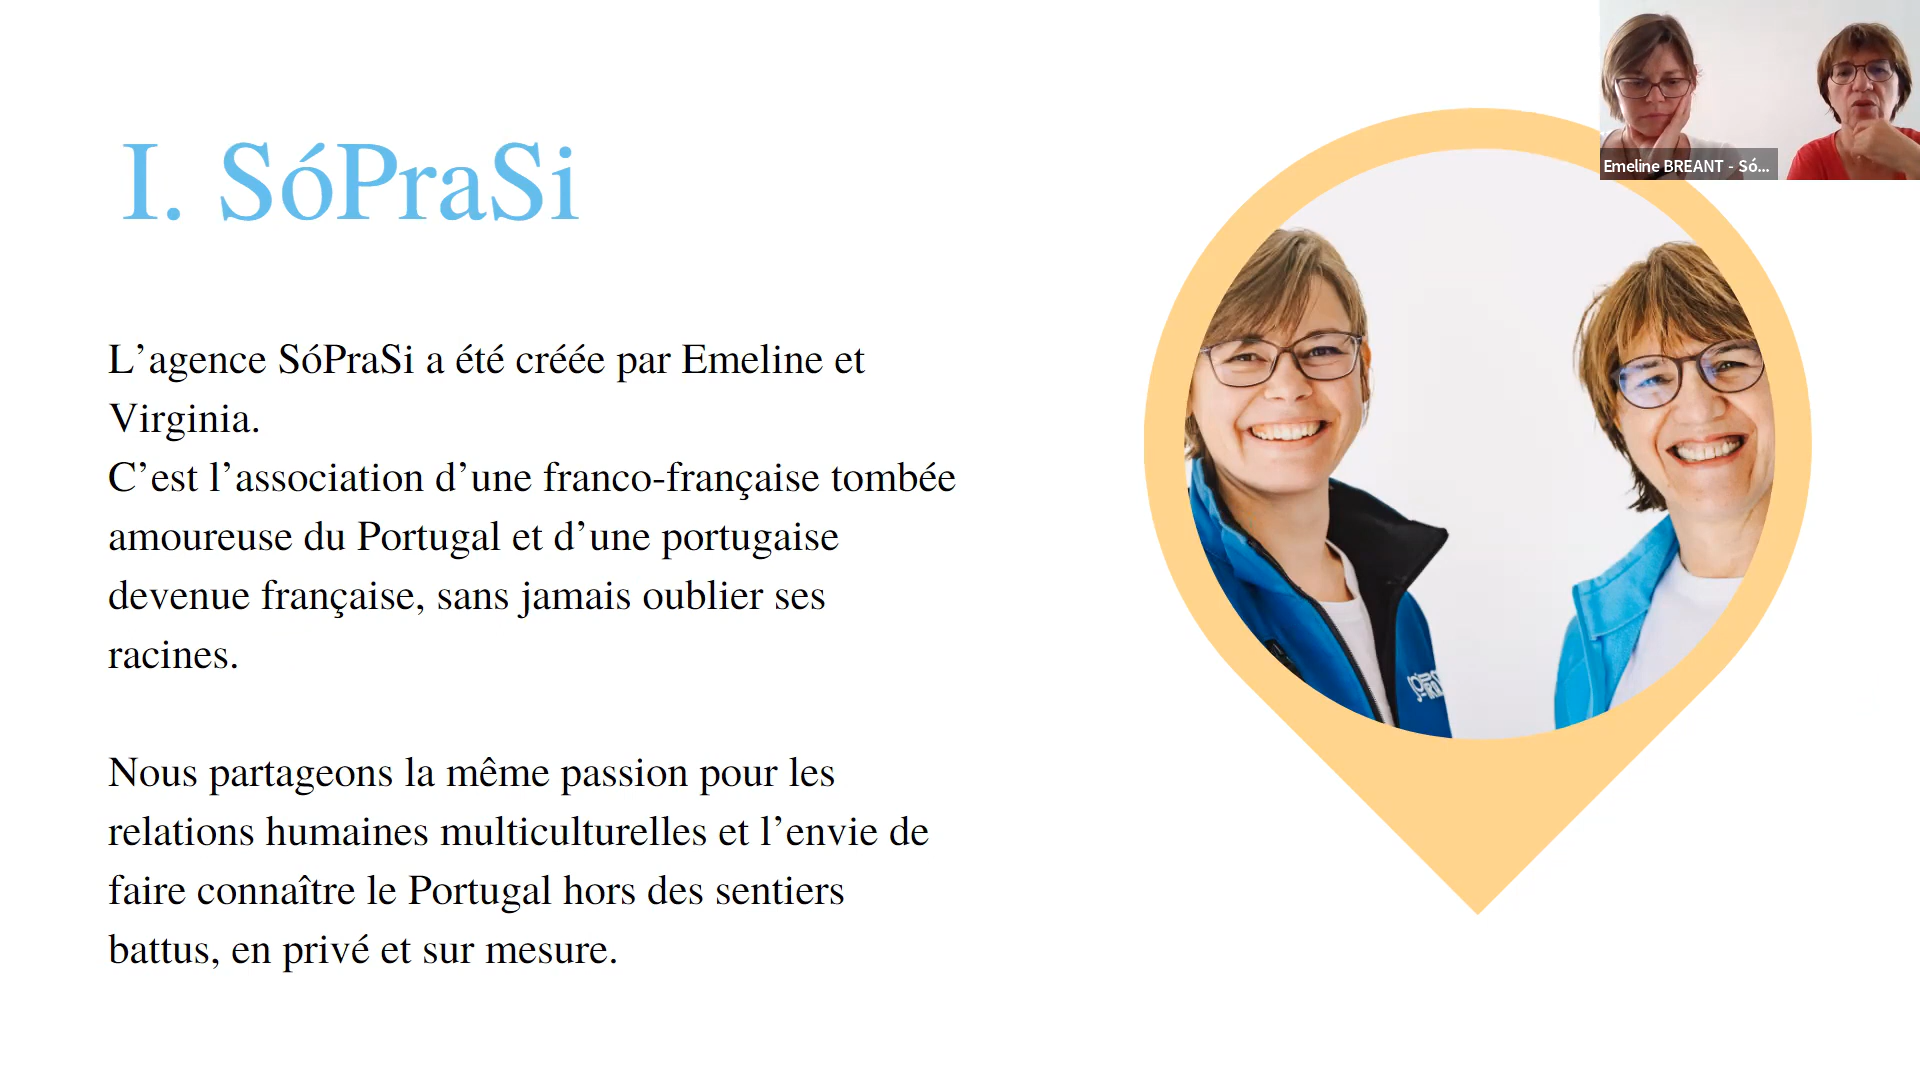 Emeline BREANT - Só...
I. SóPraSi
L’agence SóPraSi a été créée par Emeline et
Virginia.
C’est l’association d’une franco-française tombée
amoureuse du Portugal et d’une portugaise
devenue française, sans jamais oublier ses
racines.
Nous partageons la même passion pour les
relations humaines multiculturelles et l’envie de
faire connaître le Portugal hors des sentiers
battus, en privé et sur mesure.